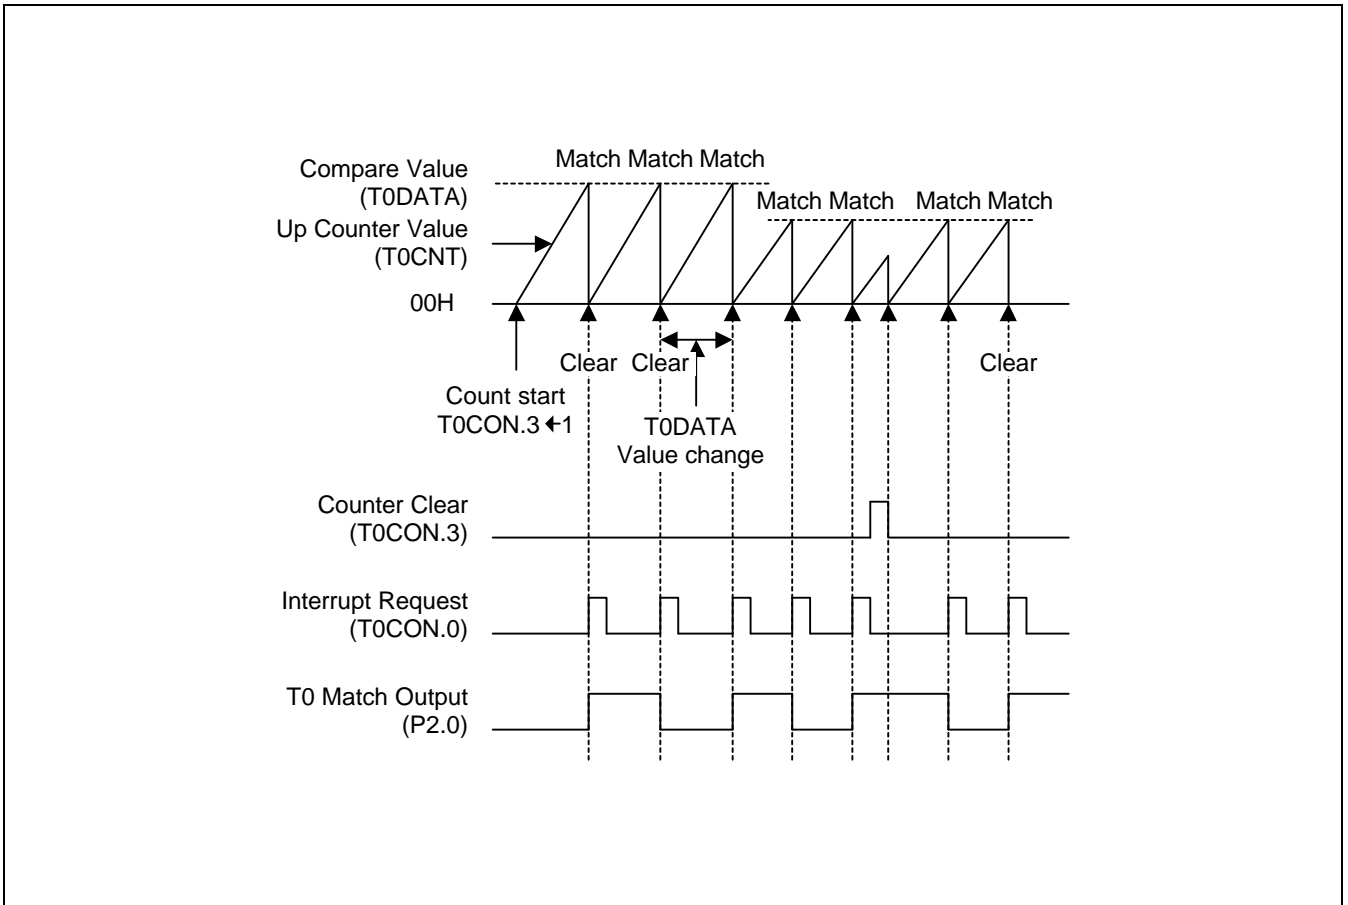 Compare Value
(T0DATA)
Match Match Match
Match Match
Match Match
Up Counter Value
(T0CNT)
00H
Clear
Clear
Clear
Count start
T0CON.3 ←1
T0DATA
Value change
Counter Clear
(T0CON.3)
Interrupt Request
(T0CON.0)
T0 Match Output
(P2.0)